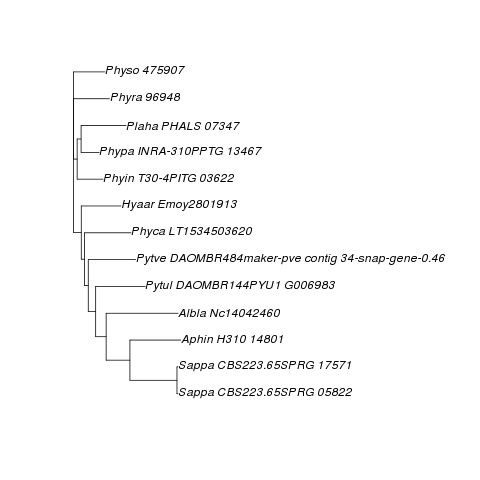 Physo 475907
Phyra 96948
Plaha PHALS 07347
Phypa INRA-310PPTG 13467
Phyin T30-4PITG 03622
Hyaar Emoy2801913
Phyca LT1534503620
Pytve DAOMBR484maker-pve contig 34-snap-gene-0.46
Pytul DAOMBR144PYU1 G006983
Albla Nc14042460
Aphin H310 14801
Sappa CBS223.65SPRG 17571
Sappa CBS223.65SPRG 05822